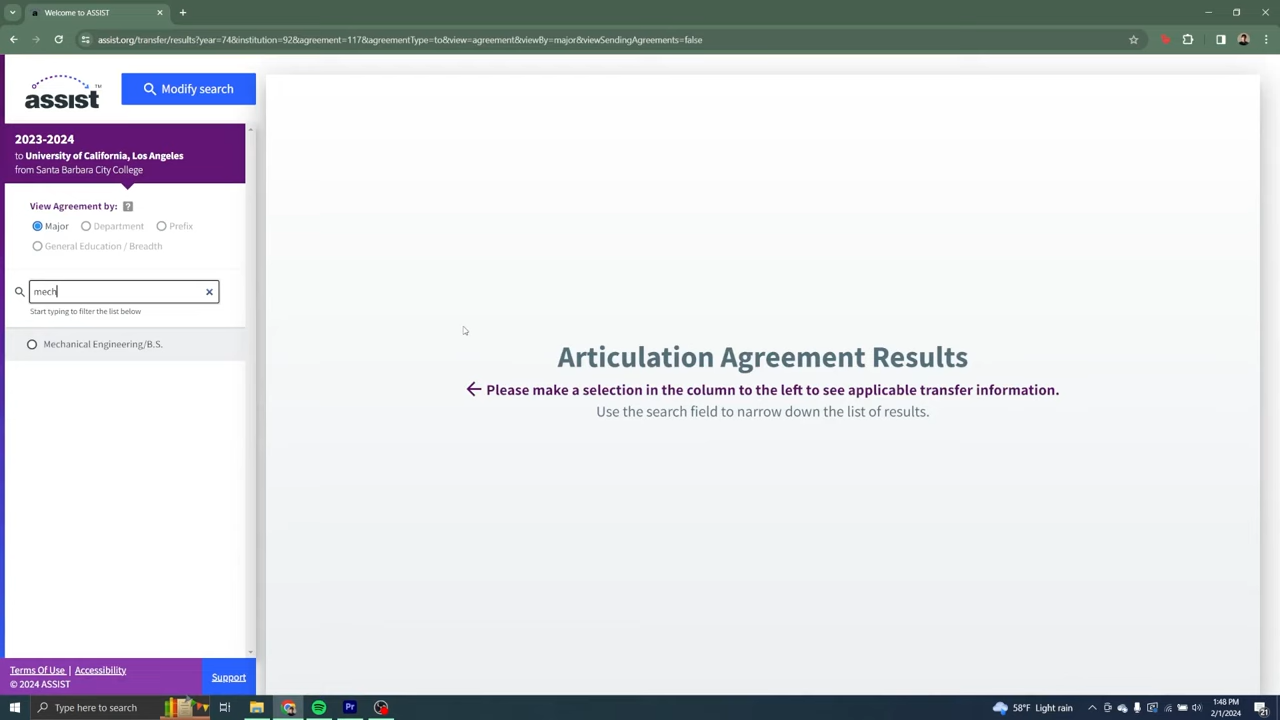 Welcome to ASSIST
assist.org/transfer/results?year=74&institution=92&agreement=117&agreementType=to&view=agreement&viewBy=major&viewSendingAgreements=false
assist TM
Modify search
2023-2024
to University of California, Los Angeles
from Santa Barbara City College
View Agreement by: ?
Major Department Prefix
General Education / Breadth
mech
Start typing to filter the list below
Mechanical Engineering/B.S.
Articulation Agreement Results
Please make a selection in the column to the left to see applicable transfer information.
Use the search field to narrow down the list of results.
Terms Of Use | Accessibility
© 2024 ASSIST
Support
Type here to search
Pr
58°F Light rain
1:48 PM
2/1/2024
21